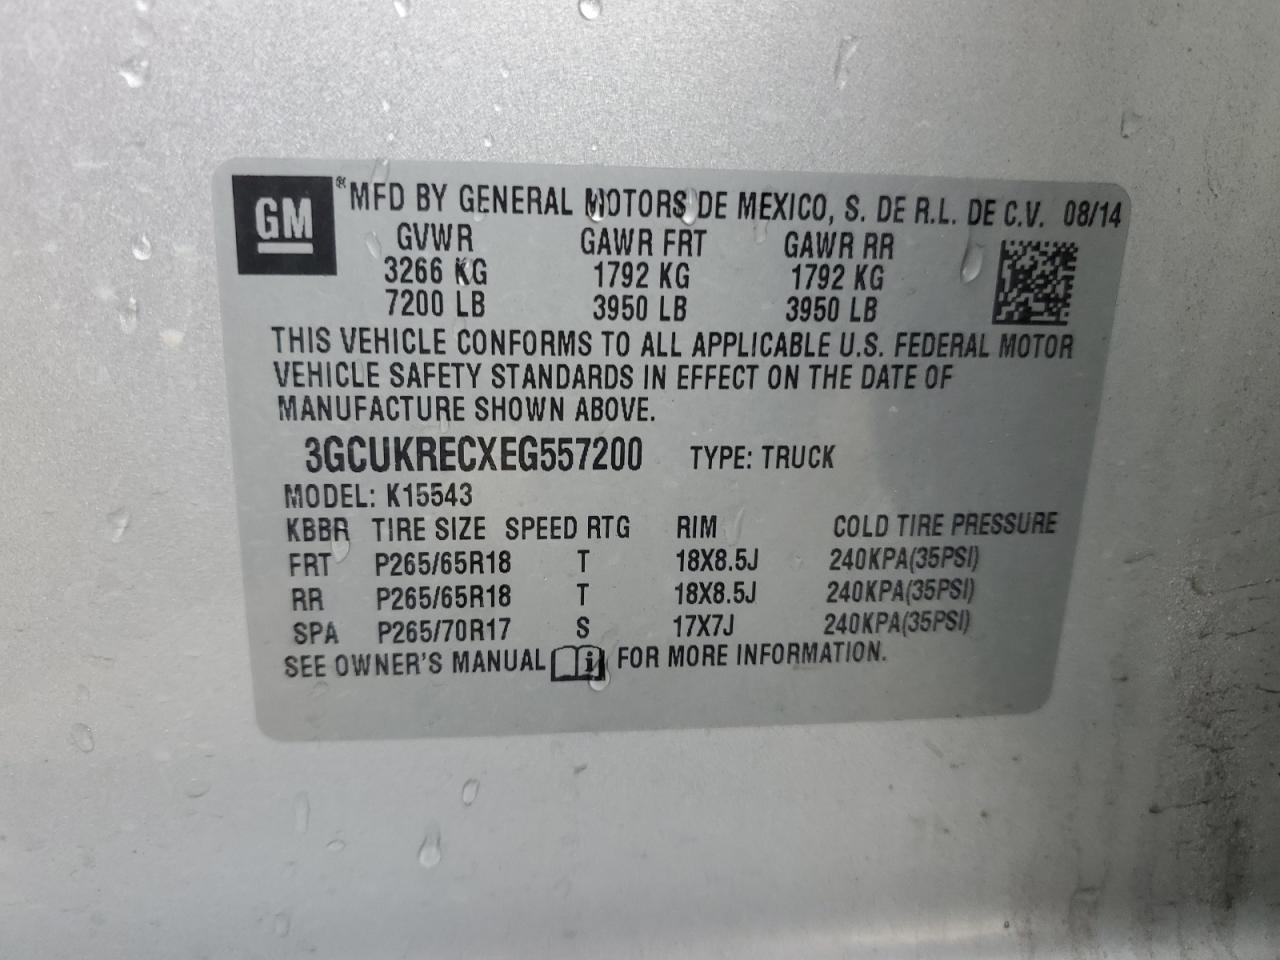 GM ® MFD BY GENERAL MOTORS DE MEXICO, S. DE R.L. DE C.V. 08/14
GVWR GAWR FRT GAWR RR
3266 KG 1792 KG 1792 KG
7200 LB 3950 LB 3950 LB
THIS VEHICLE CONFORMS TO ALL APPLICABLE U.S. FEDERAL MOTOR
VEHICLE SAFETY STANDARDS IN EFFECT ON THE DATE OF
MANUFACTURE SHOWN ABOVE.
3GCUKRECXEG557200 TYPE: TRUCK
MODEL: K15543
KBBR TIRE SIZE SPEED RTG RIM COLD TIRE PRESSURE
FRT P265/65R18 T 18X8.5J 240KPA(35PSI)
RR P265/65R18 T 18X8.5J 240KPA(35PSI)
SPA P265/70R17 S 17X7J 240KPA(35PSI)
SEE OWNER'S MANUAL i FOR MORE INFORMATION.